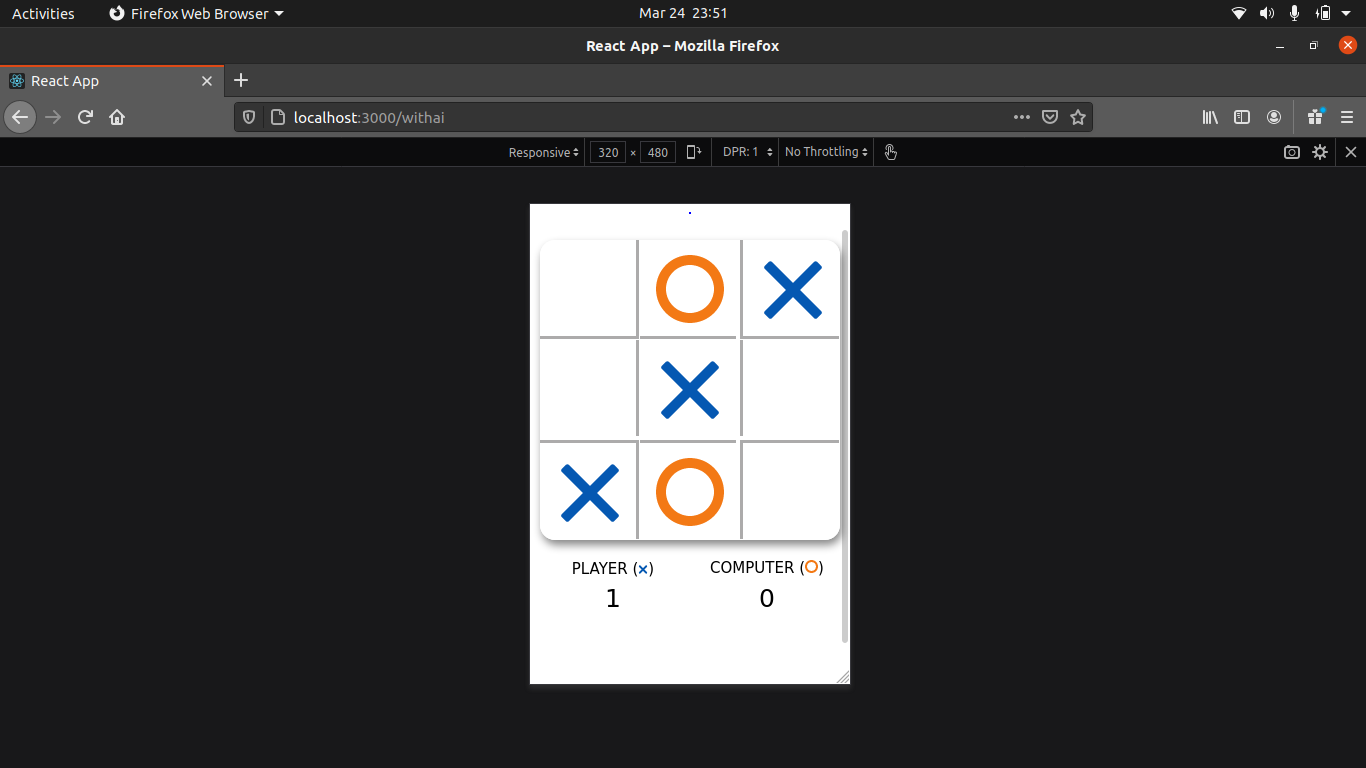 Activities Firefox Web Browser Mar 24 23:51
React App – Mozilla Firefox
React App
localhost:3000/withai
Responsive 320 × 480 DPR: 1 No Throttling
PLAYER (×) COMPUTER (O)
1 0